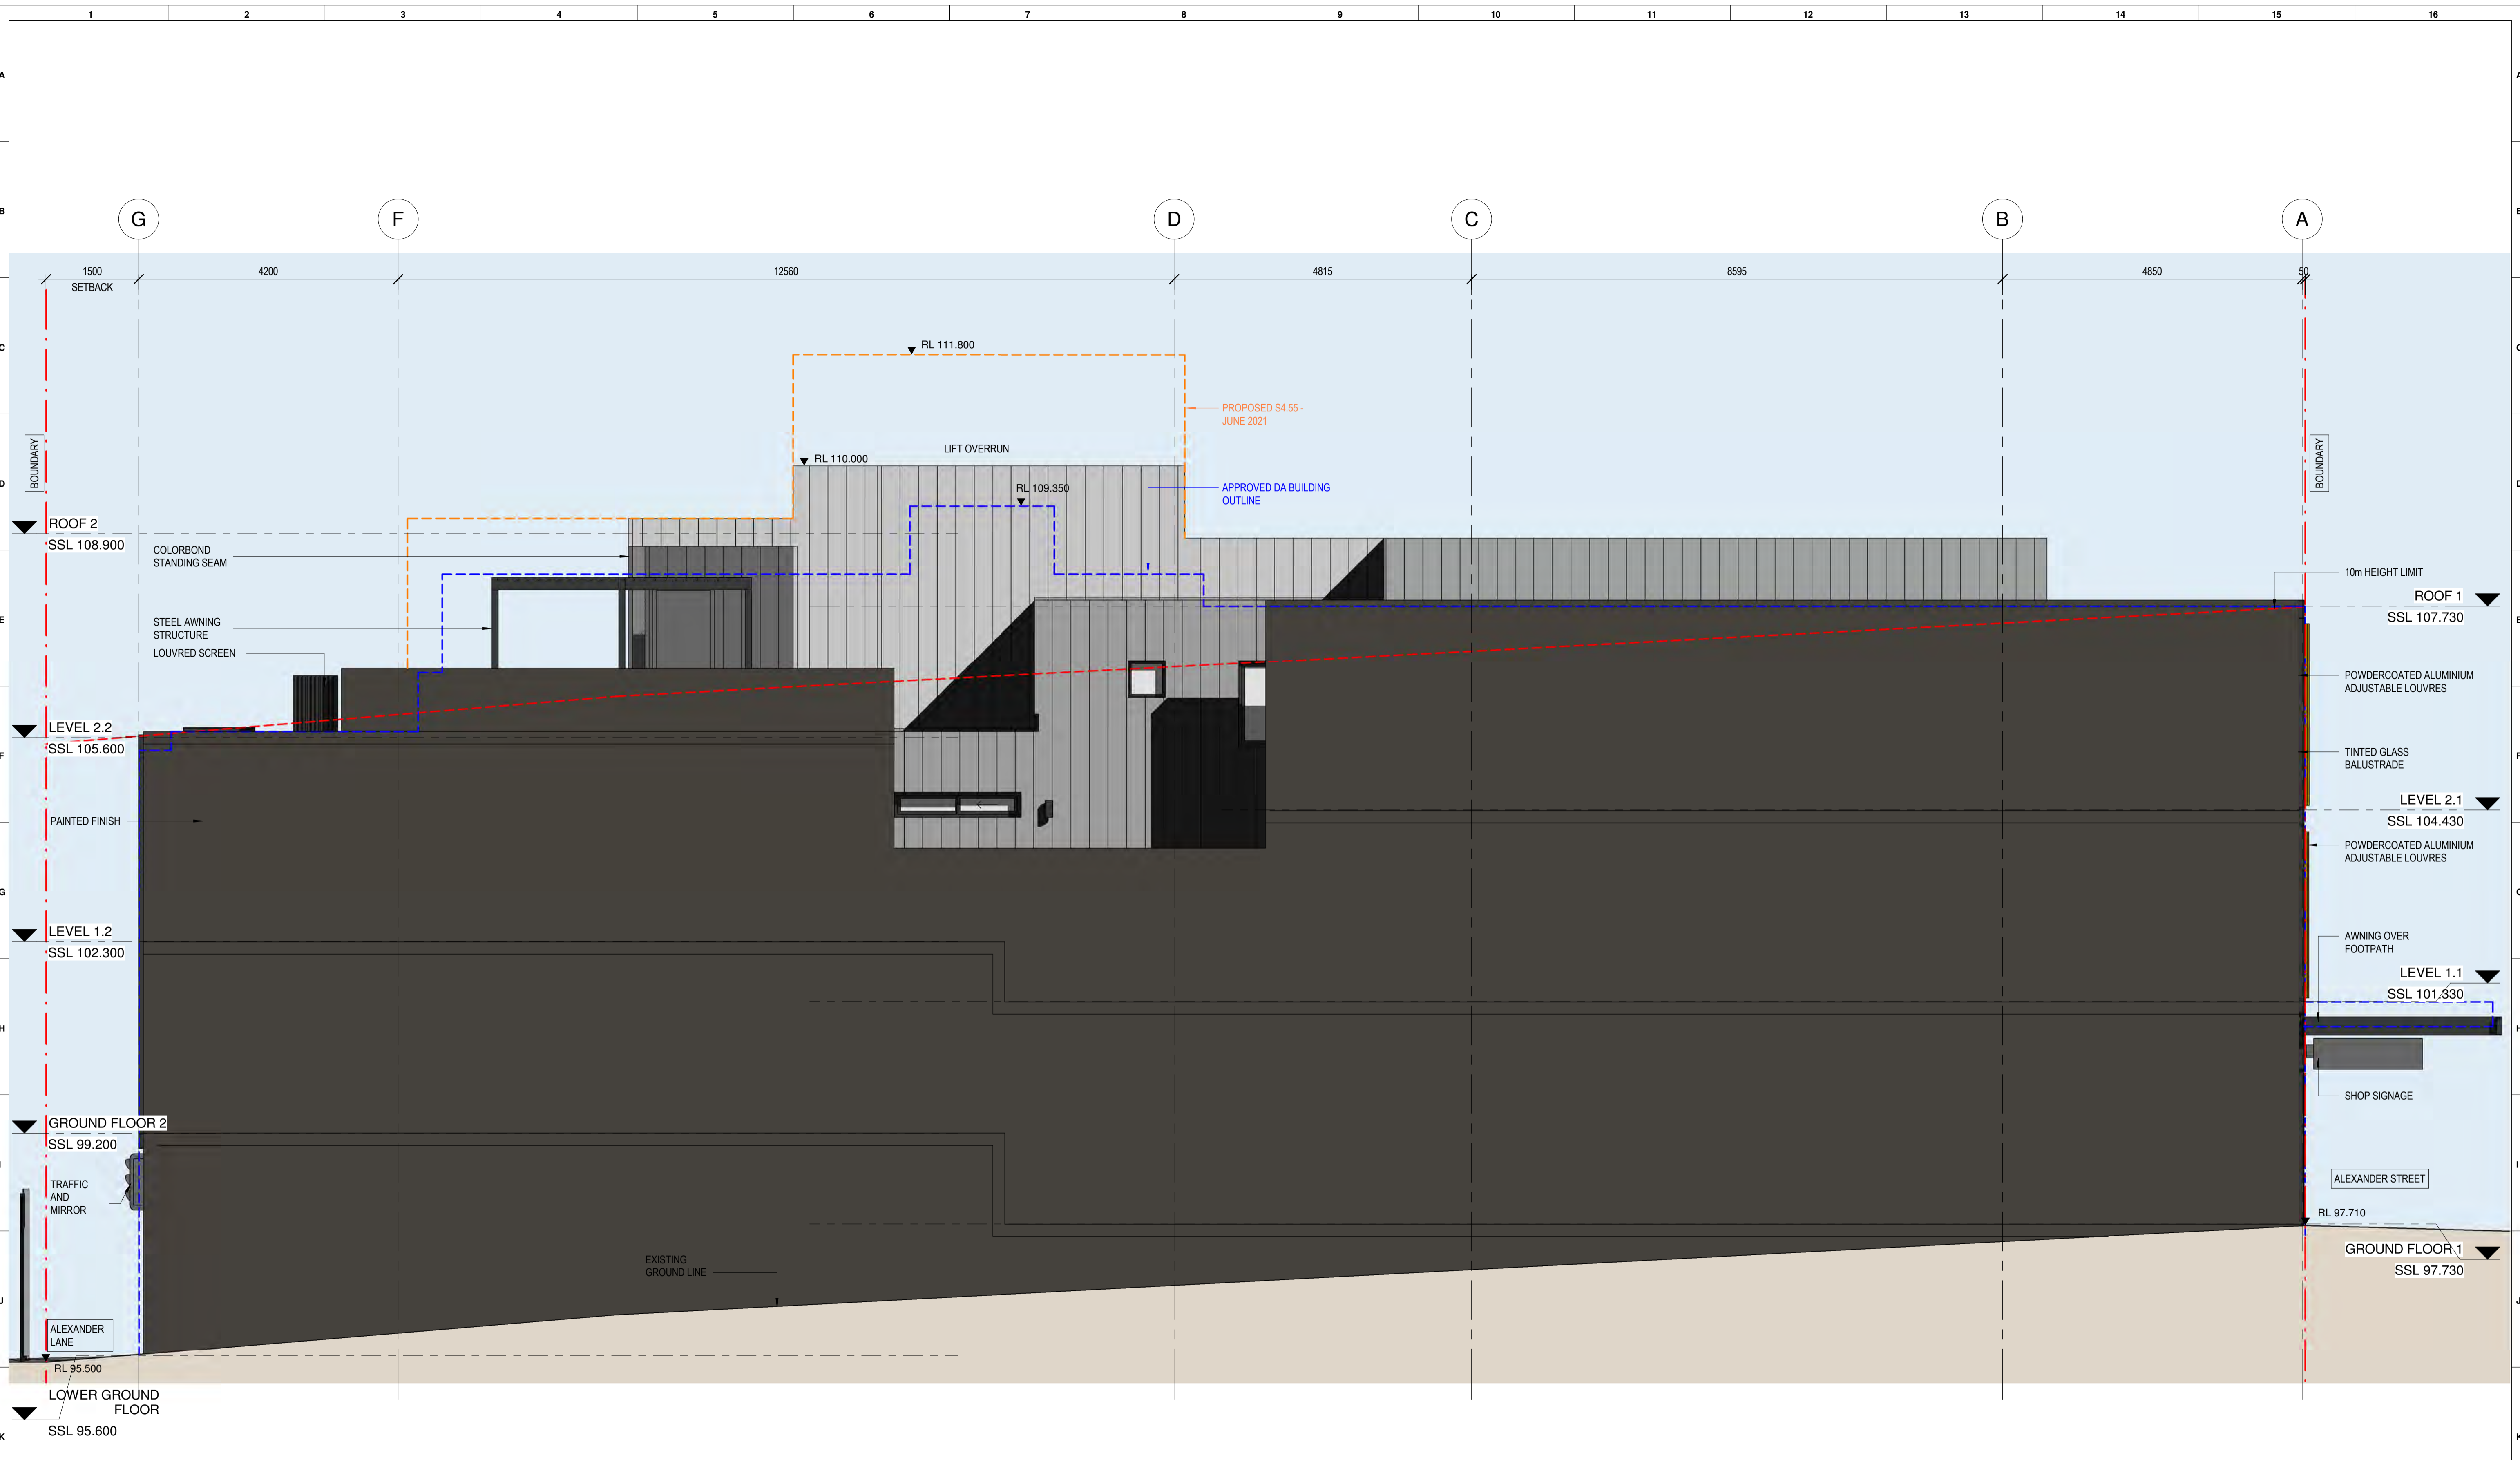 1 2 3 4 5 6 7 8 9 10 11 12 13 14 15 16
A A
B B
G F D C B A
1500 4200 12560 4815 8595 4850 50
SETBACK
C C
RL 111.800
PROPOSED S4.55 -
JUNE 2021
BOUNDARY
BOUNDARY
LIFT OVERRUN
RL 110.000
D D
RL 109.350
APPROVED DA BUILDING
OUTLINE
ROOF 2
SSL 108.900
COLORBOND
STANDING SEAM
10m HEIGHT LIMIT
ROOF 1
SSL 107.730
E E
STEEL AWNING
STRUCTURE
LOUVRED SCREEN
POWDERCOATED ALUMINIUM
ADJUSTABLE LOUVRES
LEVEL 2.2
SSL 105.600
F F
TINTED GLASS
BALUSTRADE
LEVEL 2.1
SSL 104.430
PAINTED FINISH
POWDERCOATED ALUMINIUM
ADJUSTABLE LOUVRES
G G
LEVEL 1.2
SSL 102.300
AWNING OVER
FOOTPATH
LEVEL 1.1
SSL 101.330
H H
SHOP SIGNAGE
GROUND FLOOR 2
SSL 99.200
I I
TRAFFIC
AND
MIRROR
ALEXANDER STREET
RL 97.710
EXISTING
GROUND LINE
GROUND FLOOR 1
SSL 97.730
J J
ALEXANDER
LANE
RL 95.500
LOWER GROUND
FLOOR
SSL 95.600
K K